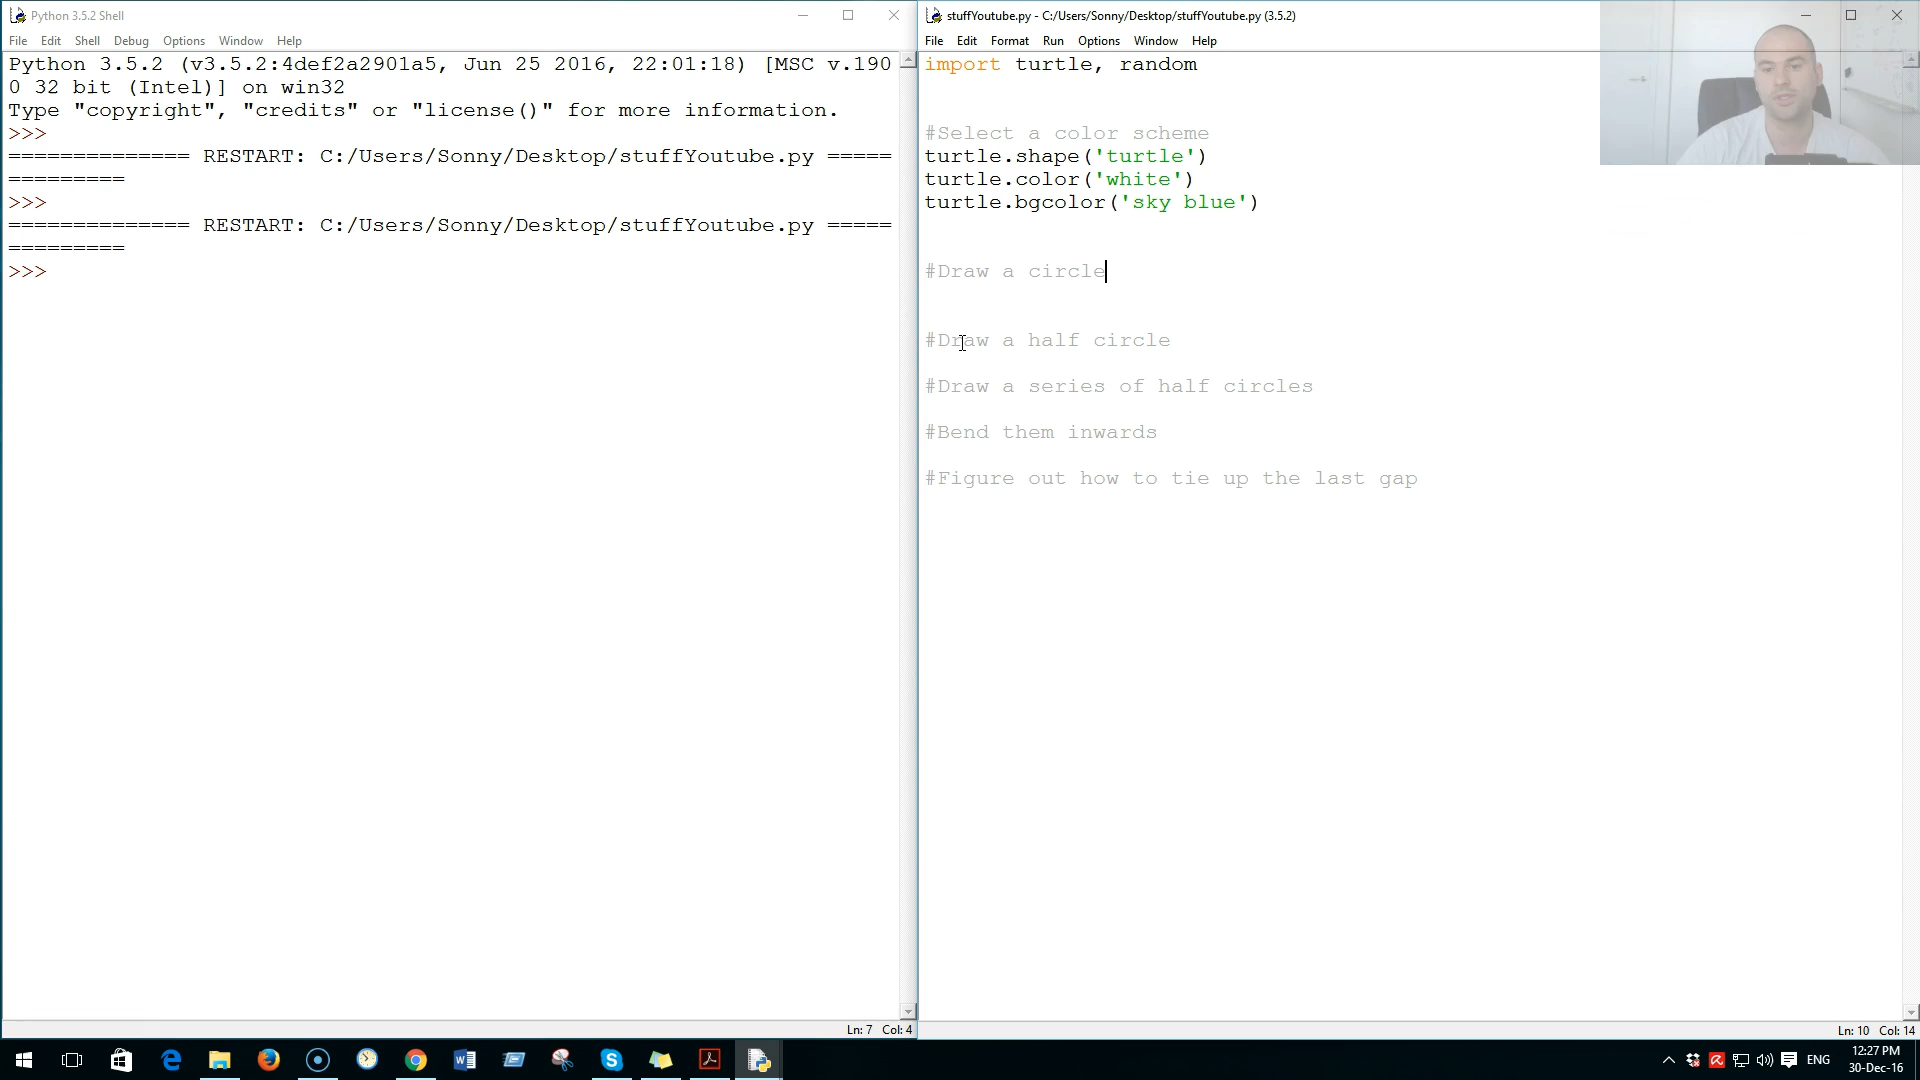 Python 3.5.2 Shell
File Edit Shell Debug Options Window Help
Python 3.5.2 (v3.5.2:4def2a2901a5, Jun 25 2016, 22:01:18) [MSC v.190
0 32 bit (Intel)] on win32
Type "copyright", "credits" or "license()" for more information.
>>>
============== RESTART: C:/Users/Sonny/Desktop/stuffYoutube.py =====
=========
>>>
============== RESTART: C:/Users/Sonny/Desktop/stuffYoutube.py =====
=========
>>>
Ln: 7 Col: 4
stuffYoutube.py - C:/Users/Sonny/Desktop/stuffYoutube.py (3.5.2)
File Edit Format Run Options Window Help
import turtle, random
#Select a color scheme
turtle.shape('turtle')
turtle.color('white')
turtle.bgcolor('sky blue')
#Draw a circle
#Draw a half circle
#Draw a series of half circles
#Bend them inwards
#Figure out how to tie up the last gap
Ln: 10 Col: 14
ENG
12:27 PM
30-Dec-16